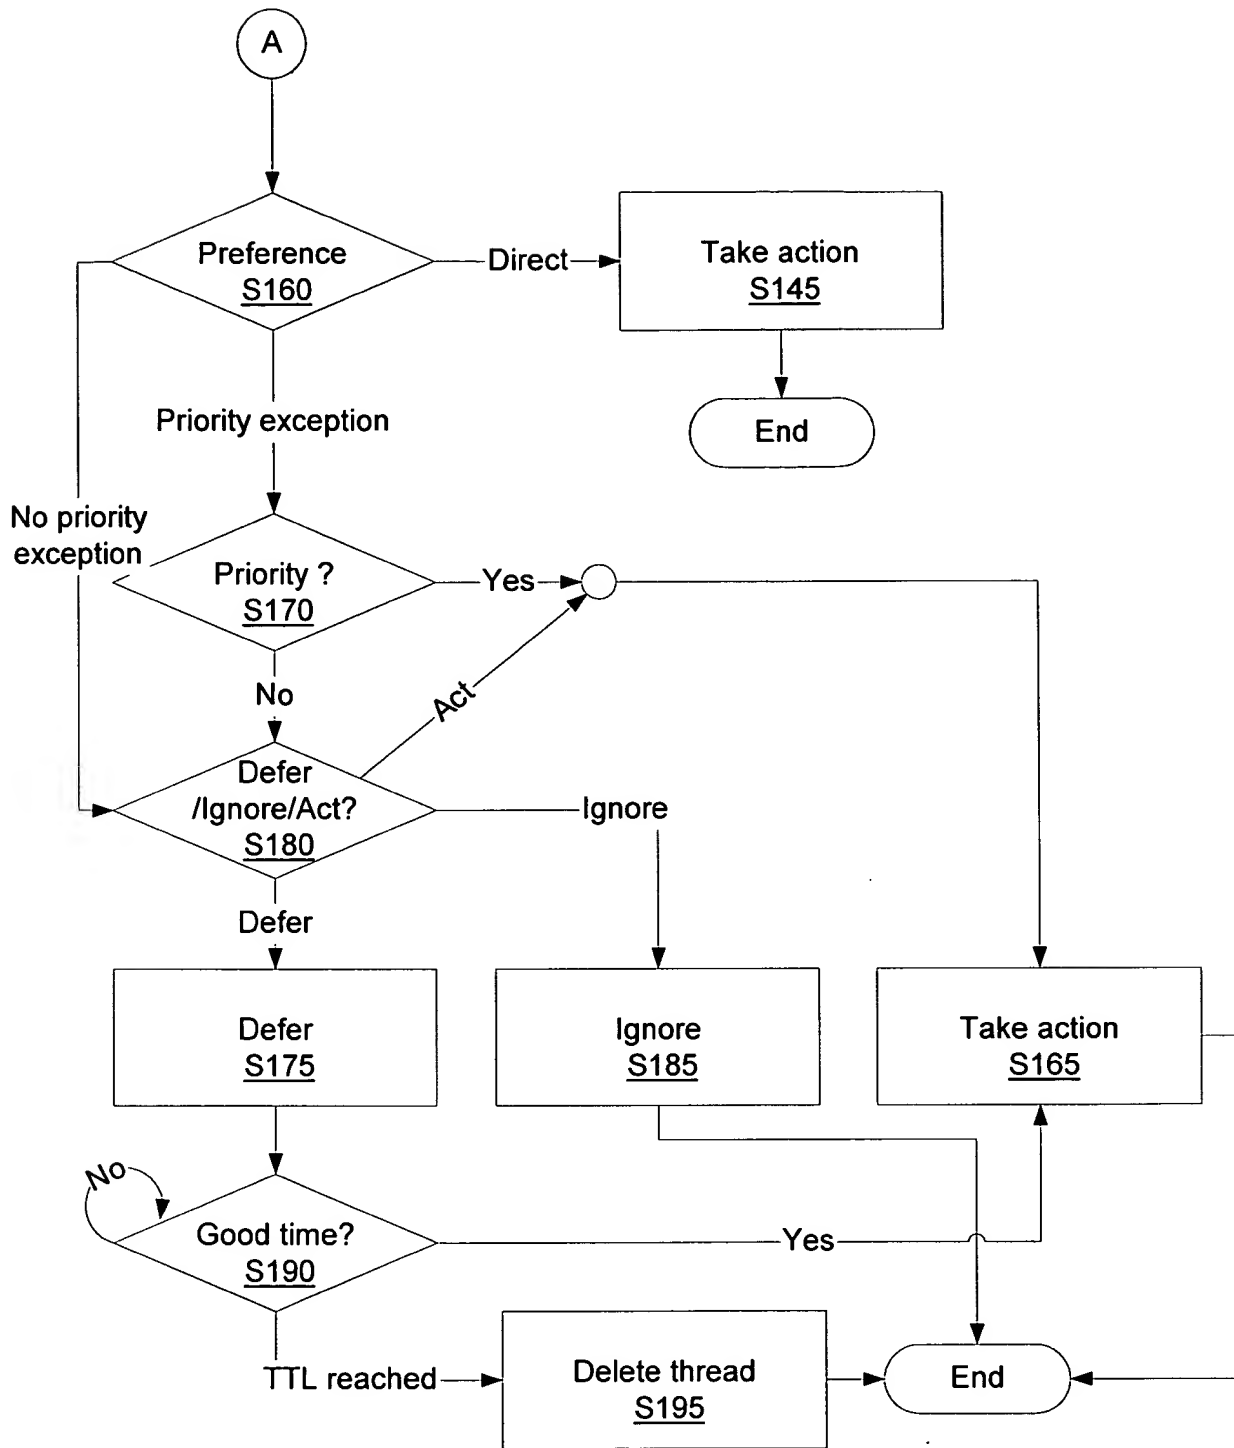 A
Preference
S160
Direct
Take action
S145
End
Priority exception
No priority
exception
Priority ?
S170
Yes
No
Act
Defer
/Ignore/Act?
S180
Ignore
Defer
Defer
S175
Ignore
S185
Take action
S165
No
Good time?
S190
Yes
TTL reached
Delete thread
S195
End